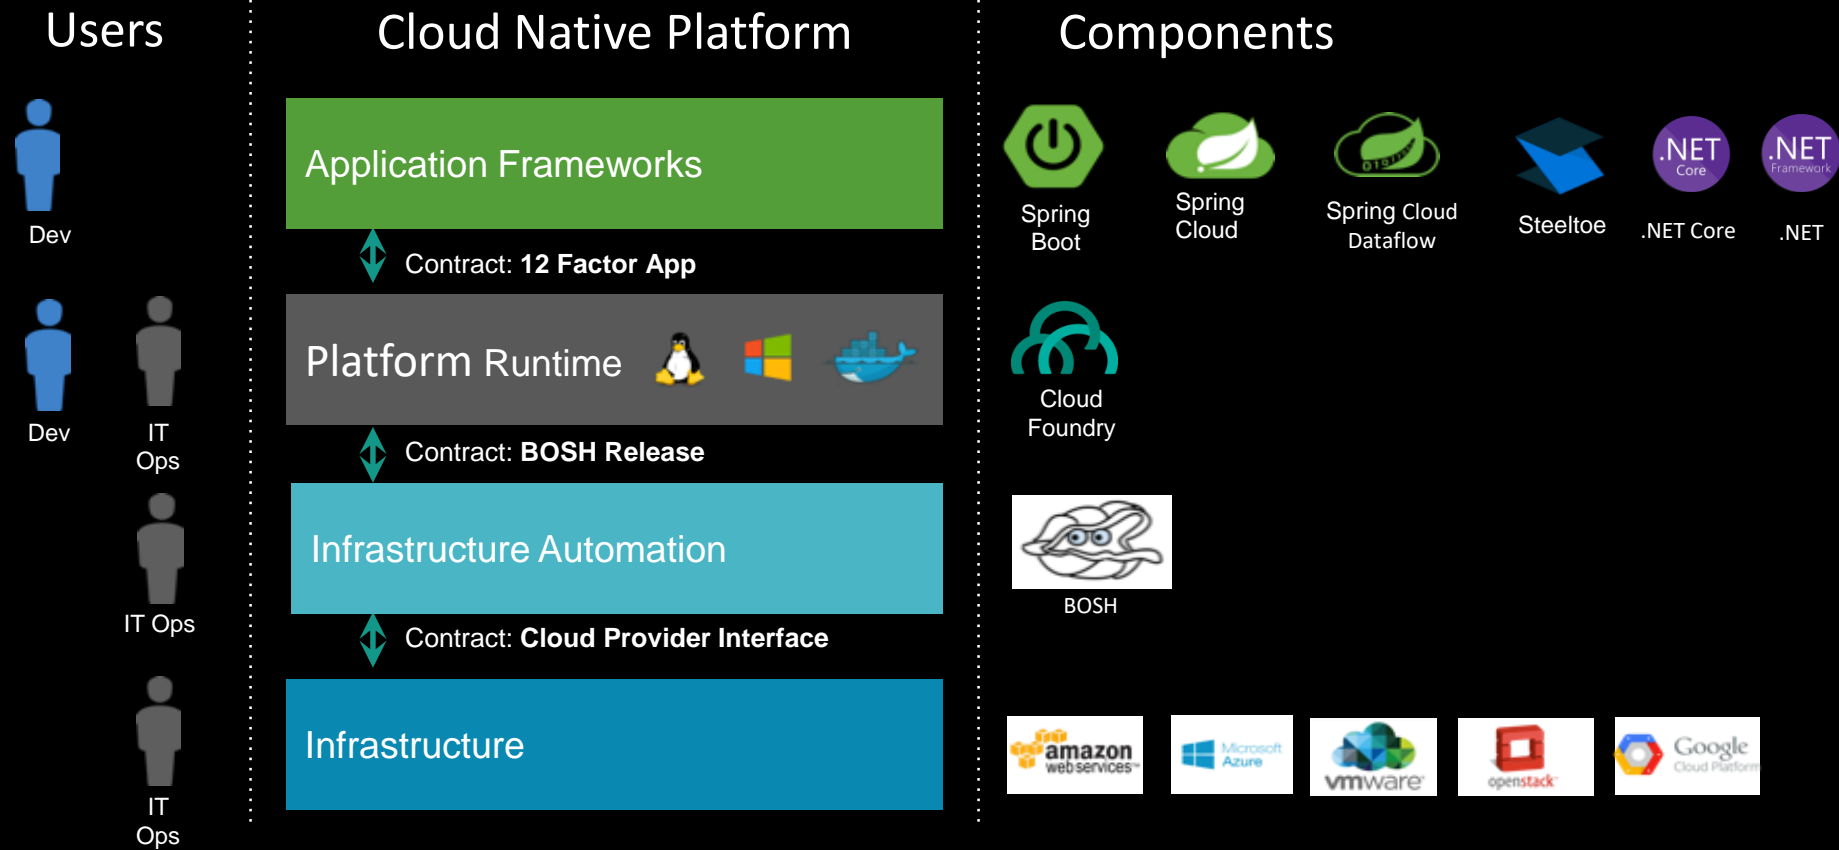 Users
Cloud Native Platform
Components
Dev
Application Frameworks
Spring
Boot
Spring
Cloud
Spring Cloud
Dataflow
Steeltoe
.NET
Core
.NET Core
.NET
Framework
.NET
Contract: 12 Factor App
Dev
IT
Ops
Platform Runtime
Cloud
Foundry
Contract: BOSH Release
IT Ops
Infrastructure Automation
BOSH
Contract: Cloud Provider Interface
IT
Ops
Infrastructure
amazon
webservices™
Microsoft
Azure
vmware
openstack
Google
Cloud Platform